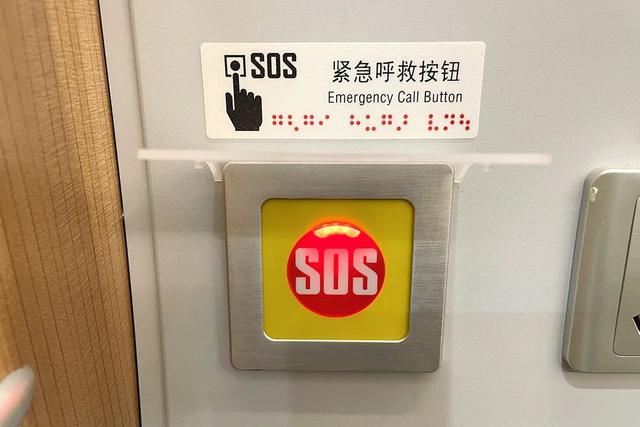 SOS 紧急呼救按钮
Emergency Call Button
SOS